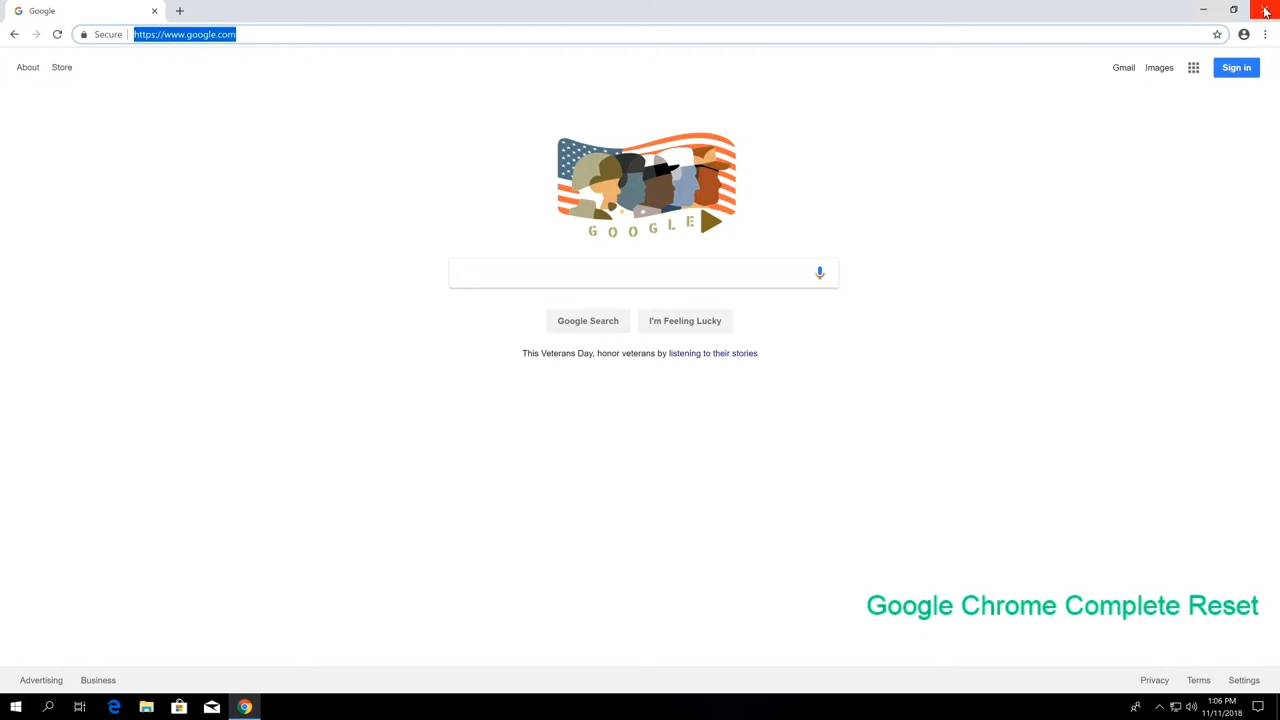 Google
Secure https://www.google.com
About Store
Gmail Images Sign in
GOOGLE
Google Search I'm Feeling Lucky
This Veterans Day, honor veterans by listening to their stories
Google Chrome Complete Reset
Advertising Business
Privacy Terms Settings
1:06 PM
11/11/2018